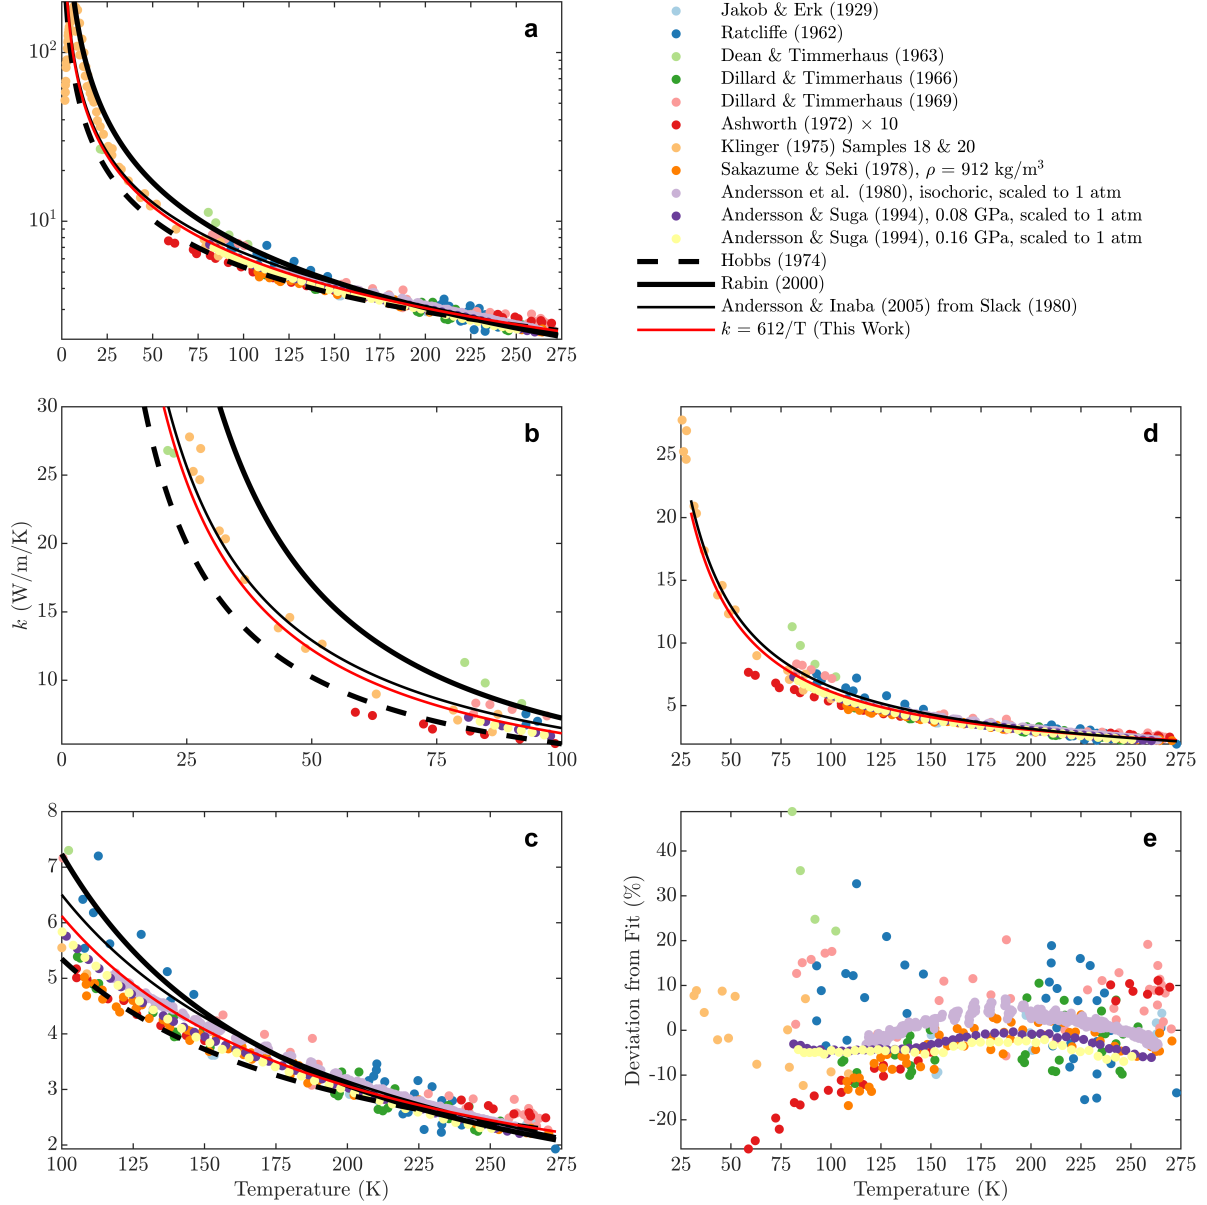 a
10²
10¹
0 25 50 75 100 125 150 175 200 225 250 275
Jakob & Erk (1929)
Ratcliffe (1962)
Dean & Timmerhaus (1963)
Dillard & Timmerhaus (1966)
Dillard & Timmerhaus (1969)
Ashworth (1972) × 10
Klinger (1975) Samples 18 & 20
Sakazume & Seki (1978), ρ = 912 kg/m³
Andersson et al. (1980), isochoric, scaled to 1 atm
Andersson & Suga (1994), 0.08 GPa, scaled to 1 atm
Andersson & Suga (1994), 0.16 GPa, scaled to 1 atm
Hobbs (1974)
Rabin (2000)
Andersson & Inaba (2005) from Slack (1980)
k = 612/T (This Work)
b
30
25
20
15
10
k (W/m/K)
0 25 50 75 100
d
25
20
15
10
5
25 50 75 100 125 150 175 200 225 250 275
c
8
7
6
5
4
3
2
100 125 150 175 200 225 250 275
Temperature (K)
e
40
30
20
10
0
-10
-20
Deviation from Fit (%)
25 50 75 100 125 150 175 200 225 250 275
Temperature (K)